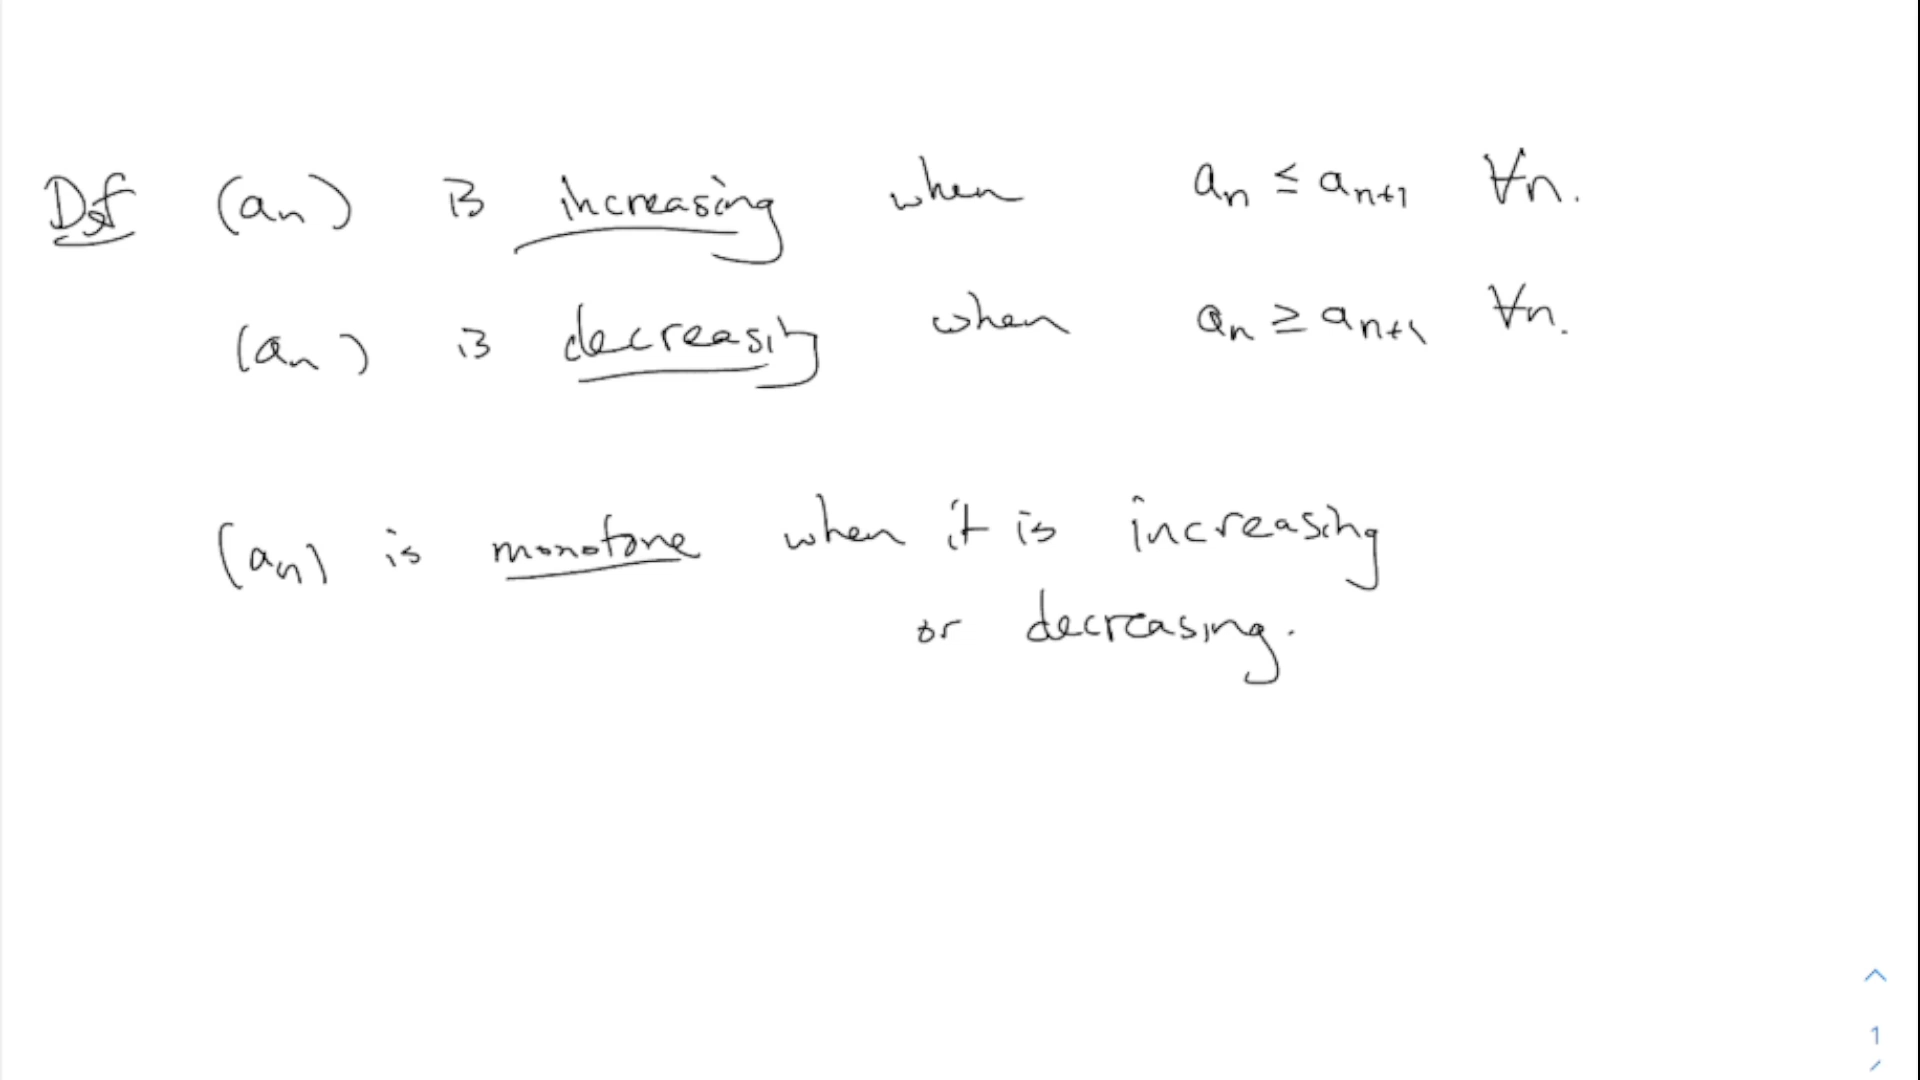 Def (aₙ) is increasing when aₙ ≤ aₙ₊₁ ∀n.
(aₙ) is decreasing when aₙ ≥ aₙ₊₁ ∀n.
(aₙ) is monotone when it is increasing
or decreasing.
1